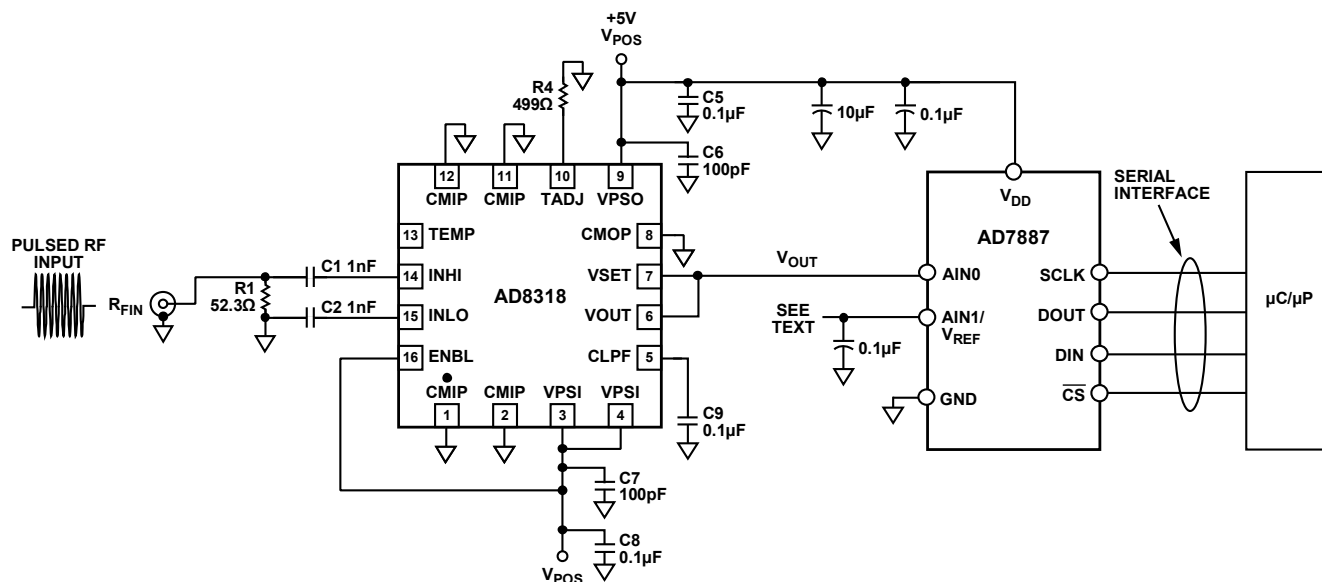 +5V
VPOS
R4
499Ω
C5
0.1µF
10µF
0.1µF
C6
100pF
12
11
10
9
CMIP
CMIP
TADJ
VPSO
VDD
SERIAL
INTERFACE
PULSED RF
INPUT
RFIN
R1
52.3Ω
C1 1nF
C2 1nF
13
TEMP
14
INHI
15
INLO
16
ENBL
AD8318
CMOP
8
VSET
7
VOUT
6
CLPF
5
CMIP
CMIP
VPSI
VPSI
1
2
3
4
C9
0.1µF
C7
100pF
C8
0.1µF
VPOS
VOUT
SEE
TEXT
0.1µF
AD7887
AIN0
AIN1/
VREF
GND
SCLK
DOUT
DIN
CS
µC/µP